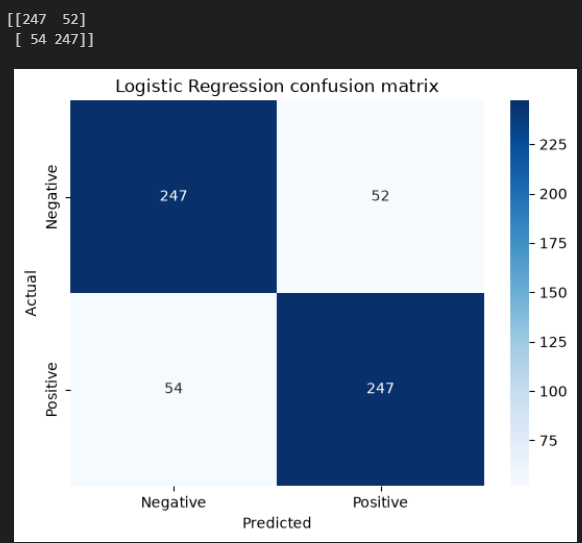 [[247  52]
 [ 54 247]]
Logistic Regression confusion matrix
Negative
247
52
225
200
175
Actual
150
125
Positive
54
247
100
75
Negative
Positive
Predicted